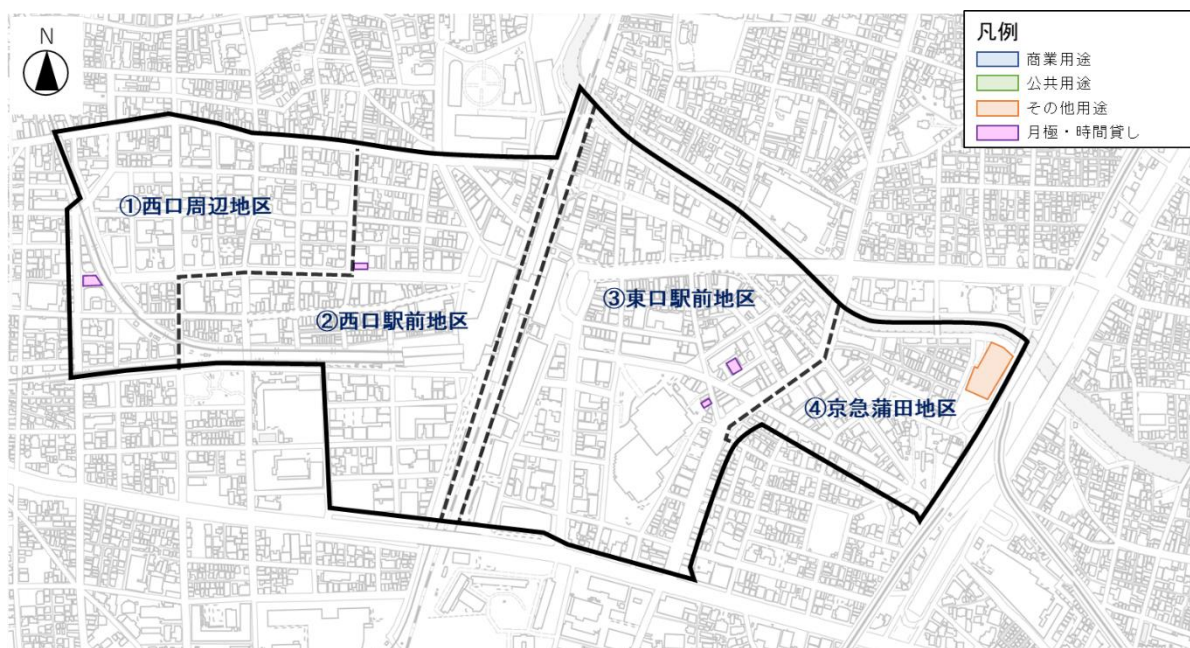 N
凡例
商業用途
公共用途
その他用途
月極・時間貸し
①西口周辺地区
②西口駅前地区
③東口駅前地区
④京急蒲田地区